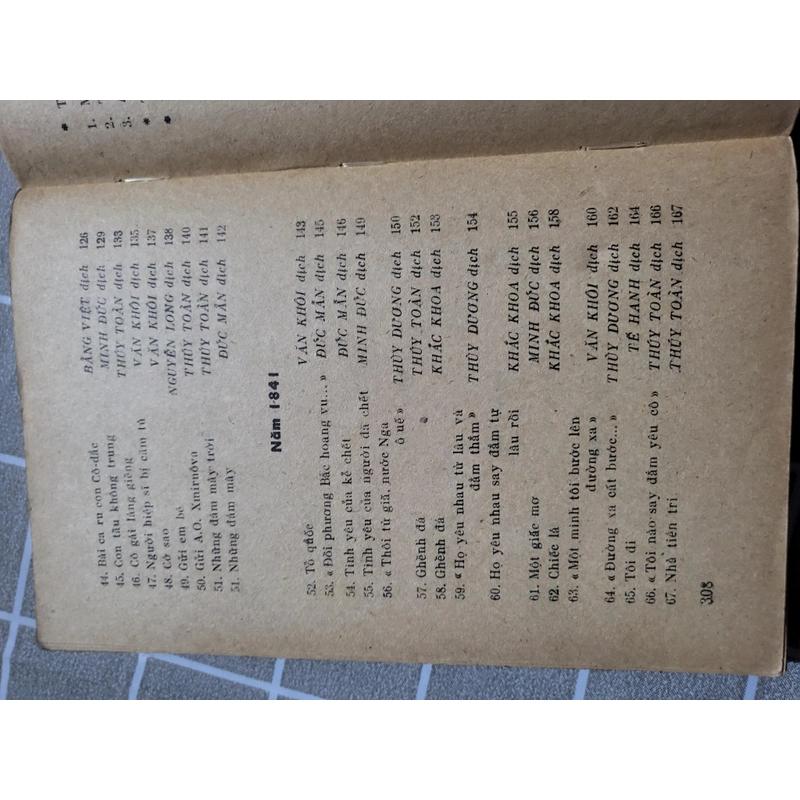 44. Bài ca ru con Cô-dắc BẰNG VIỆT dịch 126
45. Con tầu không trung MINH ĐỨC dịch 129
46. Cô gái láng giềng THÚY TOÀN dịch 133
47. Người hiệp sĩ bị cầm tù VĂN KHÔI dịch 135
48. Cớ sao VĂN KHÔI dịch 137
49. Gửi em bé NGUYỄN LONG dịch 138
50. Gửi A.O. Xmirnôva THÚY TOÀN dịch 140
51. Những đám mây trời THÚY TOÀN dịch 141
51. Những đám mây ĐỨC MẪN dịch 142
Năm 1841
52. Tổ quốc VĂN KHÔI dịch 143
53. « Đôi phương Bắc hoang vu... » ĐỨC MẪN dịch 145
54. Tình yêu của kẻ chết ĐỨC MẪN dịch 146
55. Tình yêu của người đã chết MINH ĐỨC dịch 149
56. « Thôi từ giã, nước Nga
ô uế » THÙY DƯƠNG dịch 150
57. Ghềnh đá THÚY TOÀN dịch 152
58. Ghềnh đá KHẮC KHOA dịch 153
59. « Họ yêu nhau từ lâu và
đằm thắm » THÙY DƯƠNG dịch 154
60. Họ yêu nhau say đắm tự
lâu rồi KHẮC KHOA dịch 155
61. Một giấc mơ MINH ĐỨC dịch 156
62. Chiếc lá KHẮC KHOA dịch 158
63. « Một mình tôi bước lên
đường xa » VĂN KHÔI dịch 160
64. « Đường xa cất bước... » THÙY DƯƠNG dịch 162
65. Tôi đi TẾ HANH dịch 164
66. « Tôi nào say đắm yêu cô » THÚY TOÀN dịch 166
67. Nhà tiên tri THÚY TOÀN dịch 167
308
T
1.
2.
3.
*
*